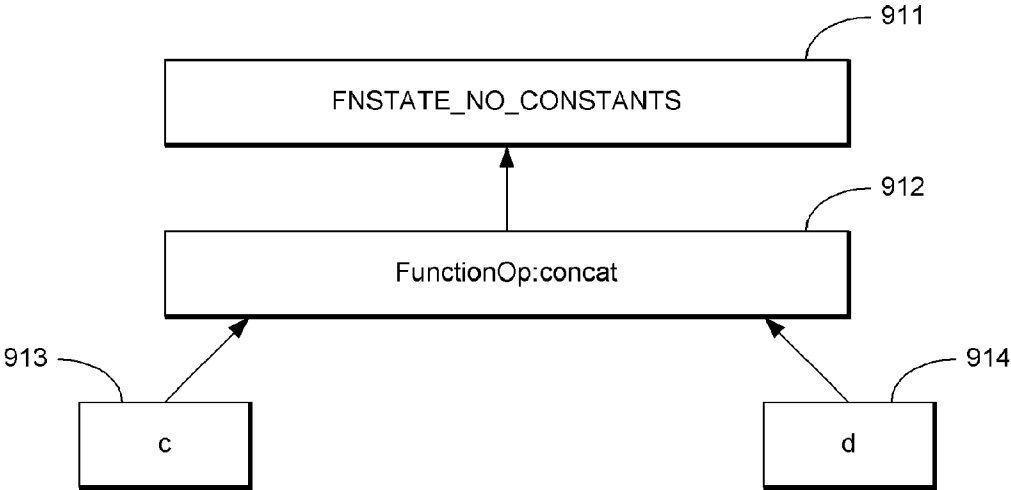 911
FNSTATE_NO_CONSTANTS
912
FunctionOp:concat
913
914
c
d